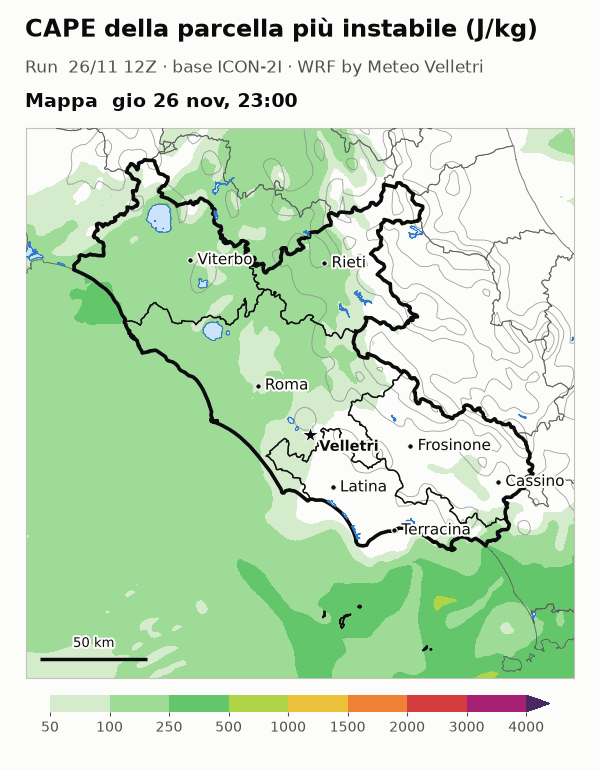 CAPE della parcella più instabile (J/kg)
Run  26/11 12Z · base ICON-2I · WRF by Meteo Velletri
Mappa  gio 26 nov, 23:00
Viterbo
Rieti
Roma
Velletri
Frosinone
Cassino
Latina
Terracina
50 km
50 100 250 500 1000 1500 2000 3000 4000